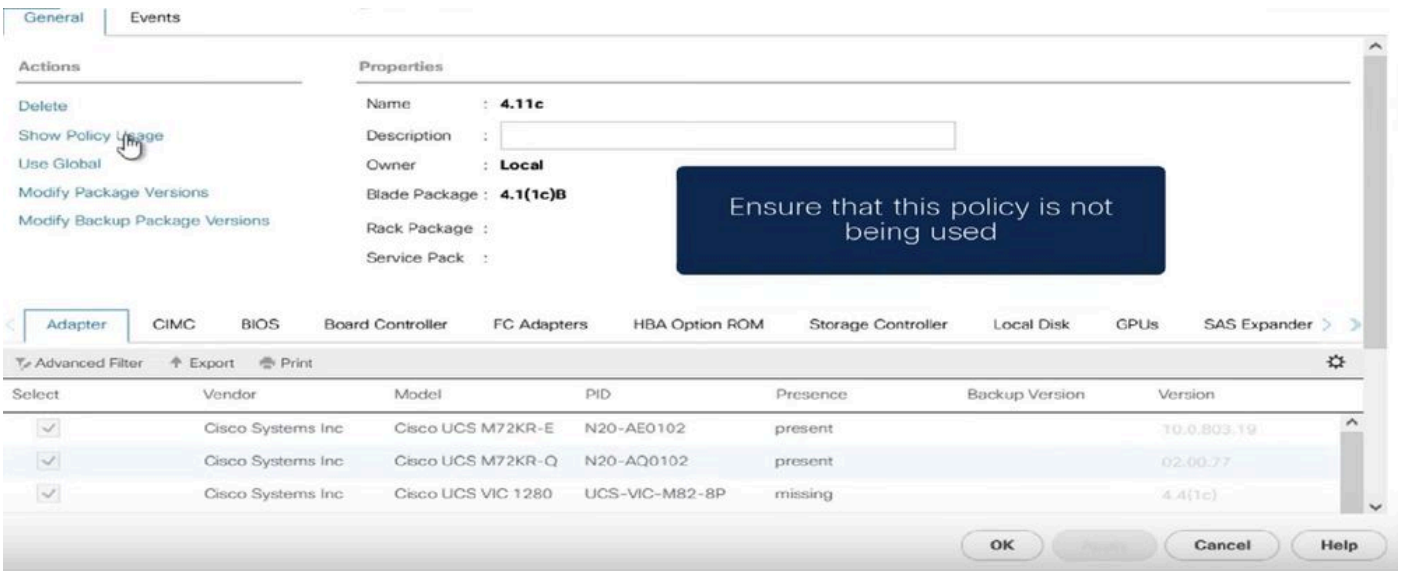 General Events
Actions
Properties
Delete
Name : 4.11c
Show Policy Usage
Description :
Use Global
Owner : Local
Modify Package Versions
Blade Package : 4.1(1c)B
Ensure that this policy is not
being used
Modify Backup Package Versions
Rack Package :
Service Pack :
Adapter CIMC BIOS Board Controller FC Adapters HBA Option ROM Storage Controller Local Disk GPUs SAS Expander
Advanced Filter Export Print
Select Vendor Model PID Presence Backup Version Version
Cisco Systems Inc Cisco UCS M72KR-E N20-AE0102 present 10.0.803.19
Cisco Systems Inc Cisco UCS M72KR-Q N20-AQ0102 present 02.00.77
Cisco Systems Inc Cisco UCS VIC 1280 UCS-VIC-M82-8P missing 4.4(1c)
OK Cancel Help